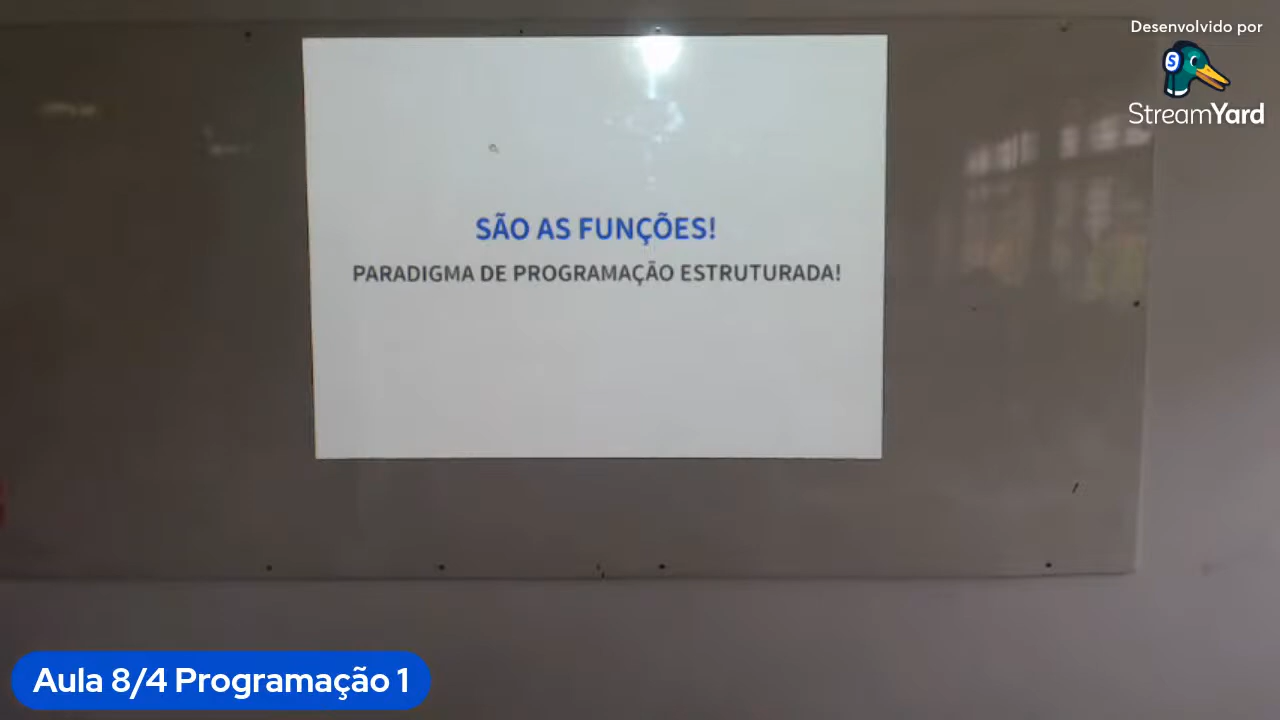 Desenvolvido por
StreamYard
SÃO AS FUNÇÕES!
PARADIGMA DE PROGRAMAÇÃO ESTRUTURADA!
Aula 8/4 Programação 1